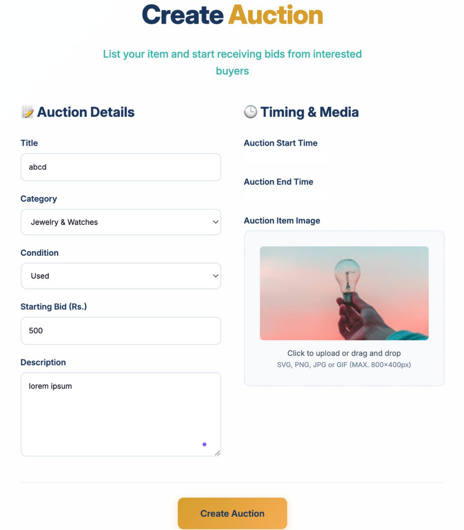 Create Auction
List your item and start receiving bids from interested
buyers
📝 Auction Details
Title
abcd
Category
Jewelry & Watches
Condition
Used
Starting Bid (Rs.)
500
Description
lorem ipsum
🕒 Timing & Media
Auction Start Time
Auction End Time
Auction Item Image
Click to upload or drag and drop
SVG, PNG, JPG or GIF (MAX. 800×400px)
Create Auction